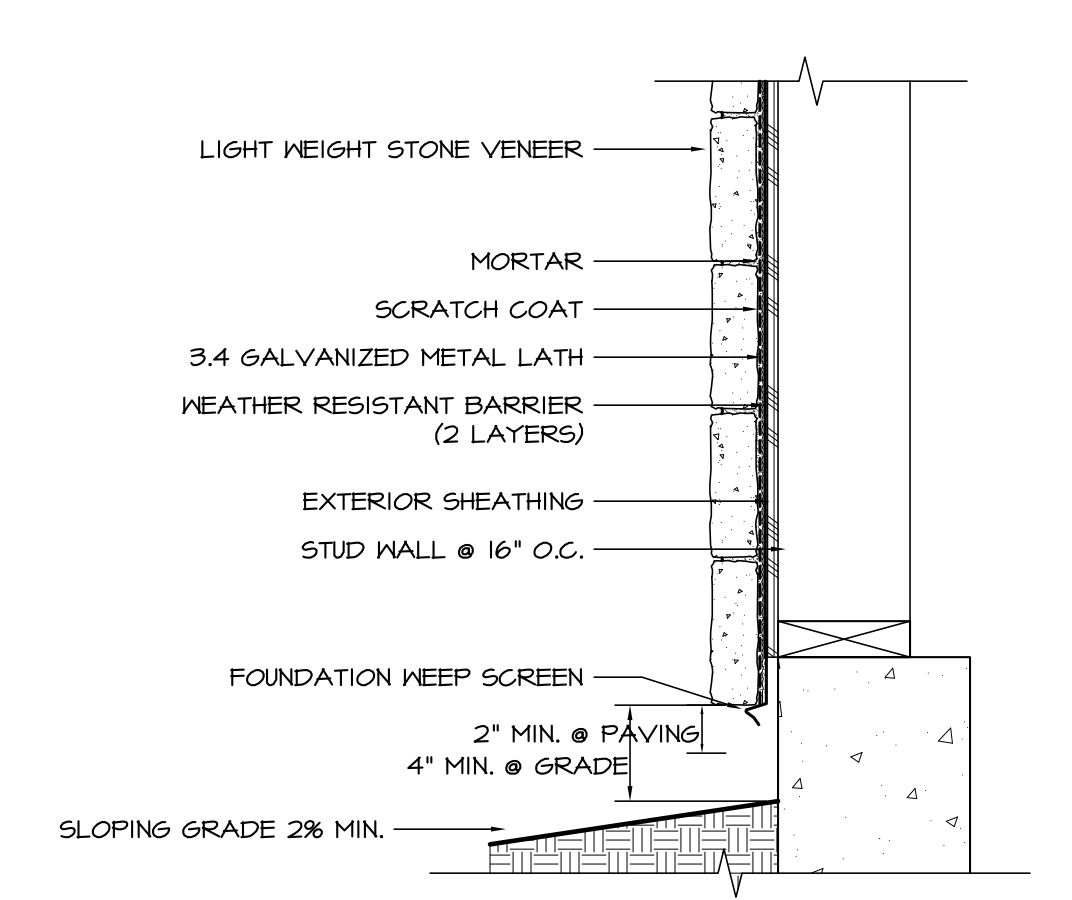 LIGHT WEIGHT STONE VENEER
MORTAR
SCRATCH COAT
3.4 GALVANIZED METAL LATH
WEATHER RESISTANT BARRIER
(2 LAYERS)
EXTERIOR SHEATHING
STUD WALL @ 16" O.C.
FOUNDATION WEEP SCREEN
2" MIN. @ PAVING
4" MIN. @ GRADE
SLOPING GRADE 2% MIN.